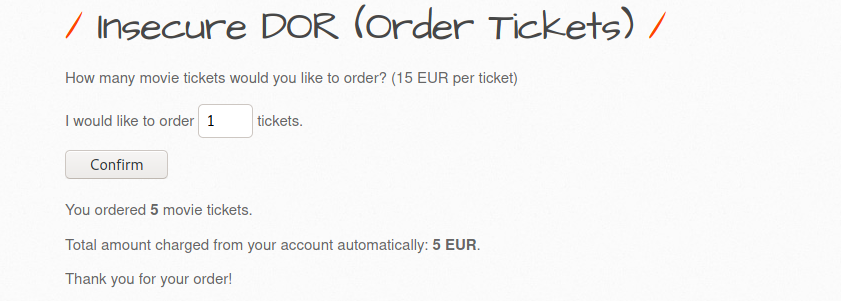 / Insecure DOR (Order Tickets) /
How many movie tickets would you like to order? (15 EUR per ticket)
I would like to order 1 tickets.
Confirm
You ordered 5 movie tickets.
Total amount charged from your account automatically: 5 EUR.
Thank you for your order!